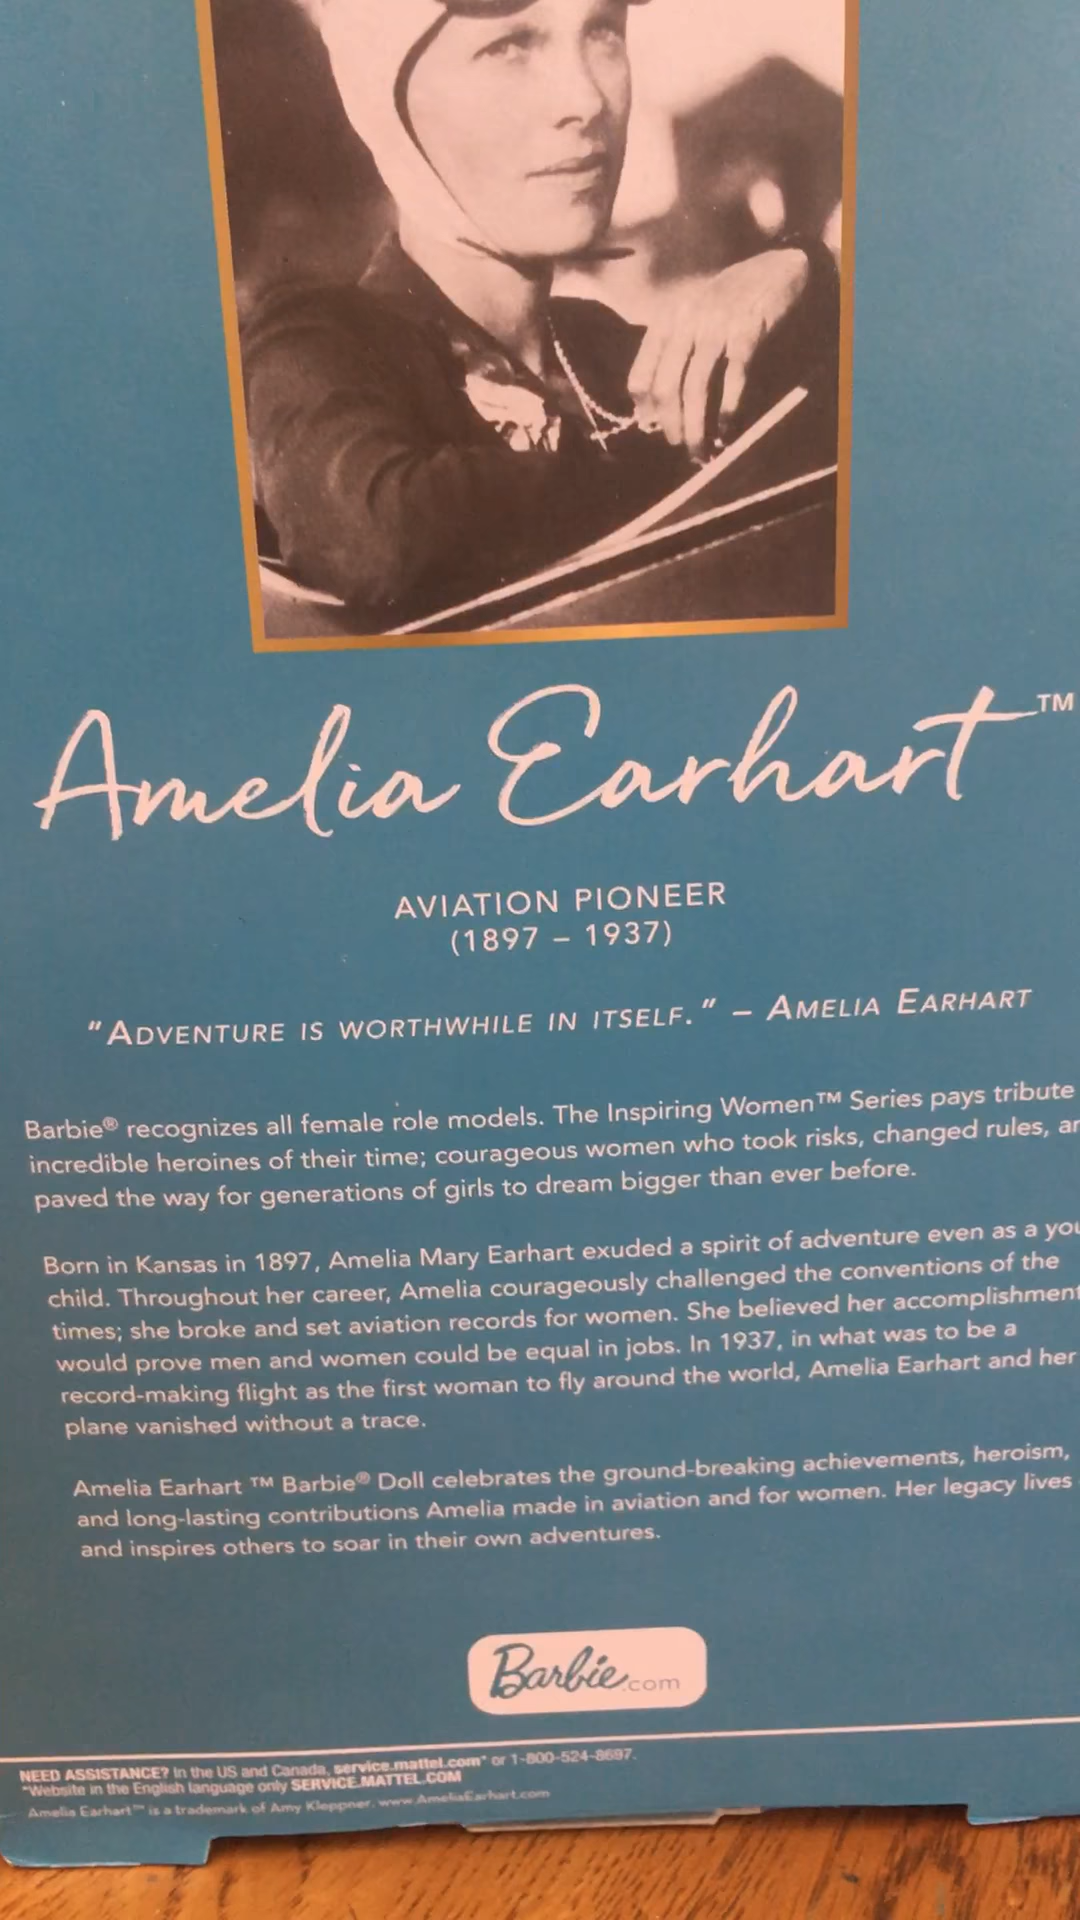 Amelia Earhart™
AVIATION PIONEER
(1897 – 1937)
"ADVENTURE IS WORTHWHILE IN ITSELF." – AMELIA EARHART
Barbie® recognizes all female role models. The Inspiring Women™ Series pays tribute
incredible heroines of their time; courageous women who took risks, changed rules,
paved the way for generations of girls to dream bigger than ever before.
Born in Kansas in 1897, Amelia Mary Earhart exuded a spirit of adventure even as a
child. Throughout her career, Amelia courageously challenged the conventions of the
times; she broke and set aviation records for women. She believed her accomplishment
would prove men and women could be equal in jobs. In 1937, in what was to be a
record-making flight as the first woman to fly around the world, Amelia Earhart and her
plane vanished without a trace.
Amelia Earhart ™ Barbie® Doll celebrates the ground-breaking achievements, heroism,
and long-lasting contributions Amelia made in aviation and for women. Her legacy lives
and inspires others to soar in their own adventures.
Barbie.com
NEED ASSISTANCE? In the US and Canada, service.mattel.com* or 1-800-524-8697.
*Website in the English language only SERVICE.MATTEL.COM
Amelia Earhart™ is a trademark of Amy Kleppner. www.AmeliaEarhart.com